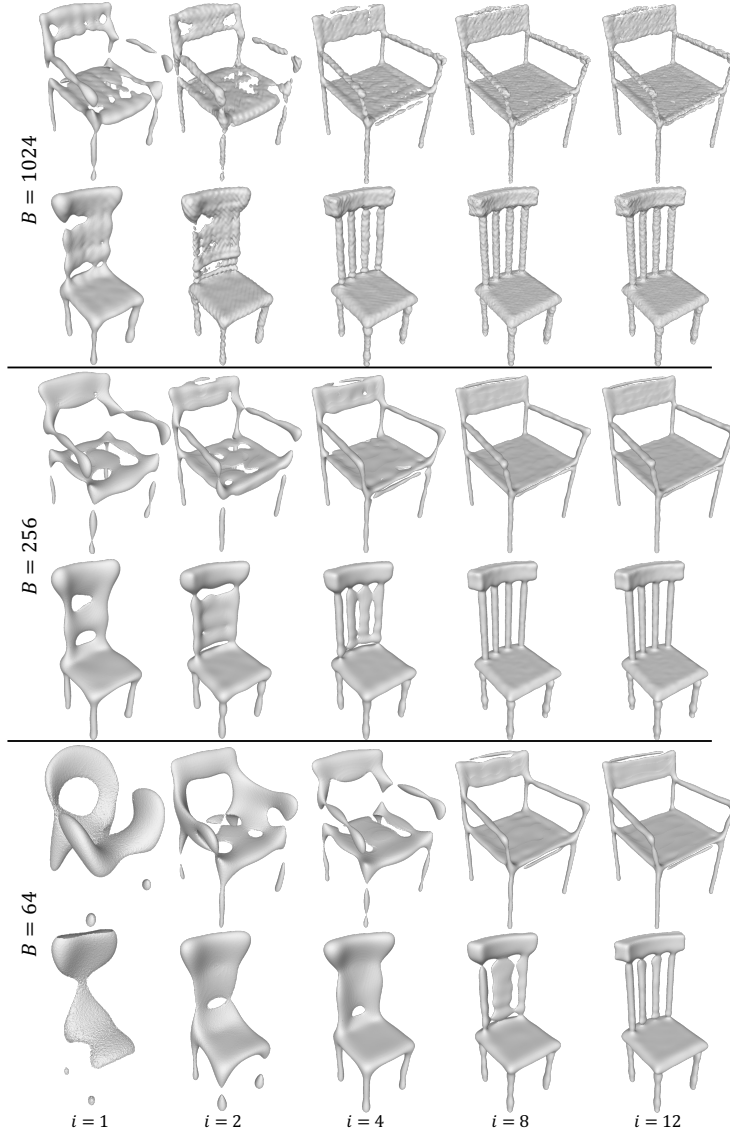 B = 1024
B = 256
B = 64
i = 1
i = 2
i = 4
i = 8
i = 12